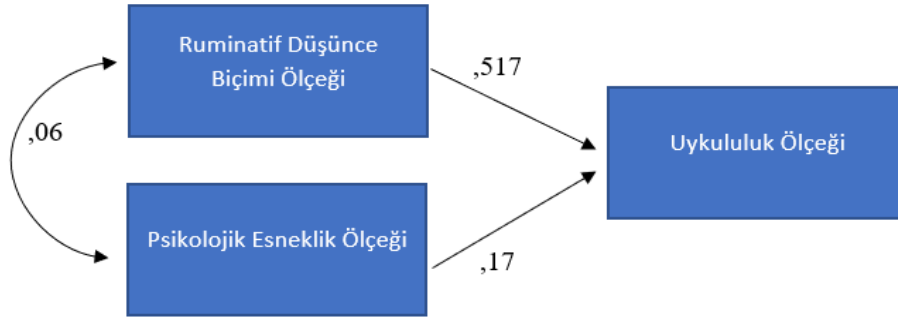 Ruminatif Düşünce
Biçimi Ölçeği
,517
Uykululuk Ölçeği
,06
Psikolojik Esneklik Ölçeği
,17